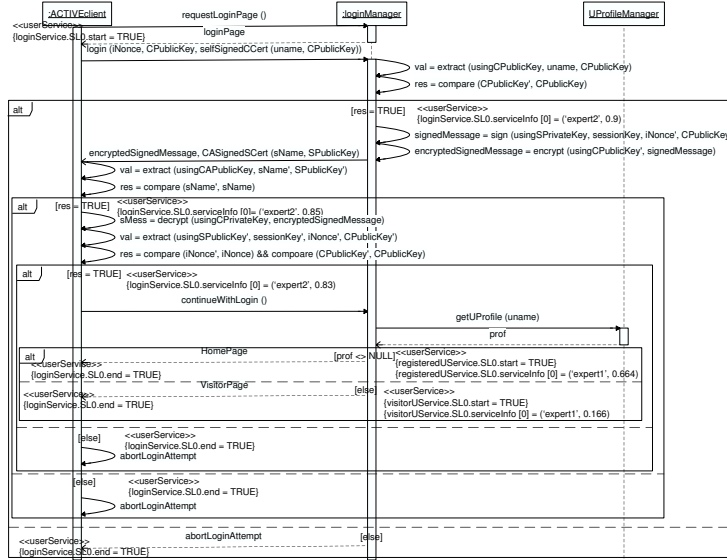 :ACTIVEclient
:loginManager
UProfileManager
requestLoginPage ()
<<userService>>
{loginService.SL0.start = TRUE}
loginPage
login (iNonce, CPublicKey, selfSignedCCert (uname, CPublicKey))
val = extract (usingCPublicKey, uname, CPublicKey)
res = compare (CPublicKey', CPublicKey)
alt
[res = TRUE]
<<userService>>
{loginService.SL0.serviceInfo [0] = ('expert2', 0.9)
signedMessage = sign (usingSPrivateKey, sessionKey, iNonce', CPublicKey
encryptedSignedMessage = encrypt (usingCPublicKey', signedMessage)
encryptedSignedMessage, CASignedSCert (sName, SPublicKey)
val = extract (usingCAPublicKey, sName', SPublicKey')
res = compare (sName', sName)
alt
[res = TRUE]
<<userService>>
{loginService.SL0.serviceInfo [0]= ('expert2', 0.85)
sMess = decrypt (usingCPrivateKey, encryptedSignedMessage)
val = extract (usingSPublicKey', sessionKey', iNonce', CPublicKey')
res = compare (iNonce', iNonce) && compoare (CPublicKey', CPublicKey)
alt
[res = TRUE]
<<userService>>
{loginService.SL0.serviceInfo [0] = ('expert2', 0.83)
continueWithLogin ()
getUProfile (uname)
prof
alt
HomePage
[prof <> NULL]
<<userService>>
{loginService.SL0.end = TRUE}
<<userService>>
{registeredUService.SL0.start = TRUE}
{registeredUService.SL0.serviceInfo [0] = ('expert1', 0.664)
VisitorPage
[else]
<<userService>>
{loginService.SL0.end = TRUE}
<<userService>>
{visitorUService.SL0.start = TRUE}
{visitorUService.SL0.serviceInfo [0] = ('expert1', 0.166)
[else]
<<userService>>
{loginService.SL0.end = TRUE}
abortLoginAttempt
[else]
<<userService>>
{loginService.SL0.end = TRUE}
abortLoginAttempt
abortLoginAttempt
[else]
<<userService>>
{loginService.SL0.end = TRUE}